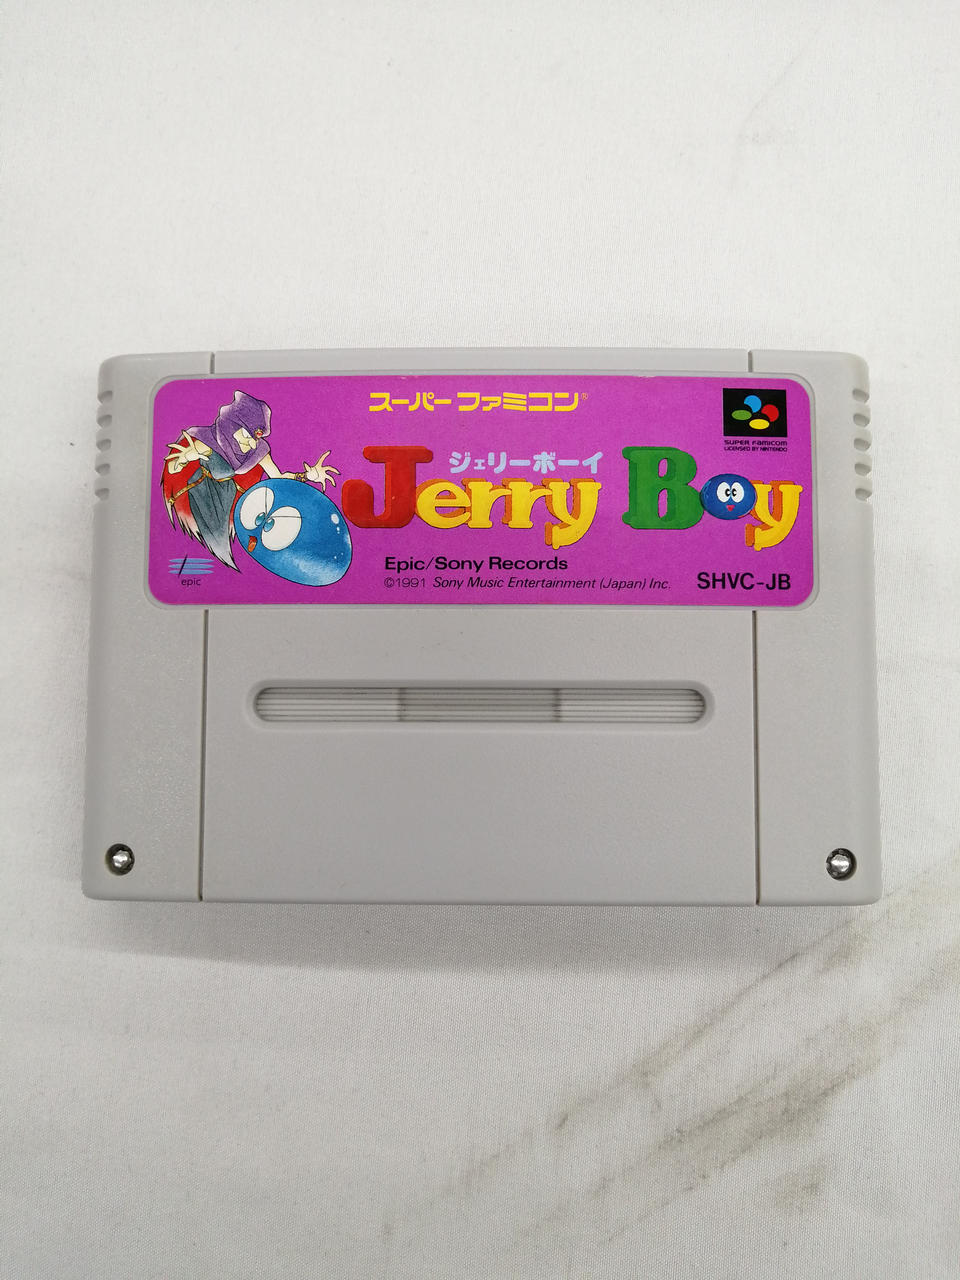 スーパーファミコン®
SUPER FAMICOM
LICENSED BY NINTENDO
ジェリーボーイ
Jerry Boy
epic
Epic/Sony Records
©1991 Sony Music Entertainment (Japan) Inc.
SHVC-JB